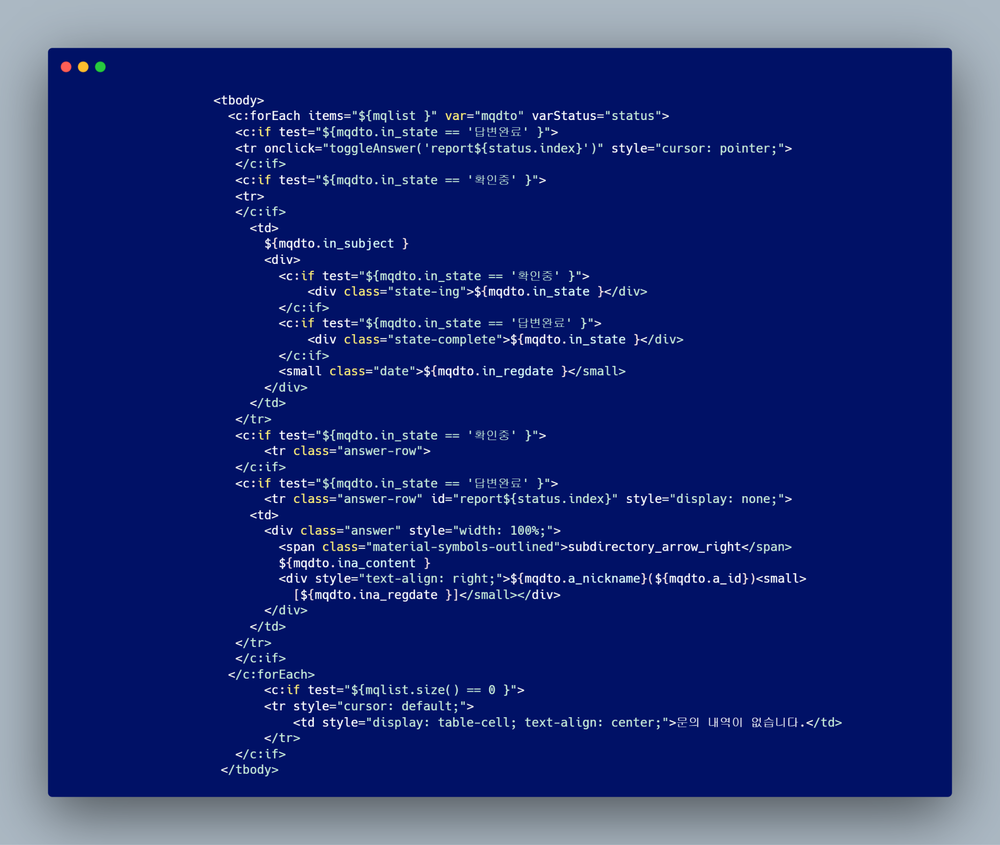 <tbody>
<c:forEach items="${mqlist }" var="mqdto" varStatus="status">
<c:if test="${mqdto.in_state == '답변완료' }">
<tr onclick="toggleAnswer('report${status.index}')" style="cursor: pointer;">
</c:if>
<c:if test="${mqdto.in_state == '확인중' }">
<tr>
</c:if>
<td>
${mqdto.in_subject }
<div>
<c:if test="${mqdto.in_state == '확인중' }">
<div class="state-ing">${mqdto.in_state }</div>
</c:if>
<c:if test="${mqdto.in_state == '답변완료' }">
<div class="state-complete">${mqdto.in_state }</div>
</c:if>
<small class="date">${mqdto.in_regdate }</small>
</div>
</td>
</tr>
<c:if test="${mqdto.in_state == '확인중' }">
<tr class="answer-row">
</c:if>
<c:if test="${mqdto.in_state == '답변완료' }">
<tr class="answer-row" id="report${status.index}" style="display: none;">
<td>
<div class="answer" style="width: 100%;">
<span class="material-symbols-outlined">subdirectory_arrow_right</span>
${mqdto.ina_content }
<div style="text-align: right;">${mqdto.a_nickname}(${mqdto.a_id})<small>
[${mqdto.ina_regdate }]</small></div>
</div>
</td>
</tr>
</c:if>
</c:forEach>
<c:if test="${mqlist.size() == 0 }">
<tr style="cursor: default;">
<td style="display: table-cell; text-align: center;">문의 내역이 없습니다.</td>
</tr>
</c:if>
</tbody>